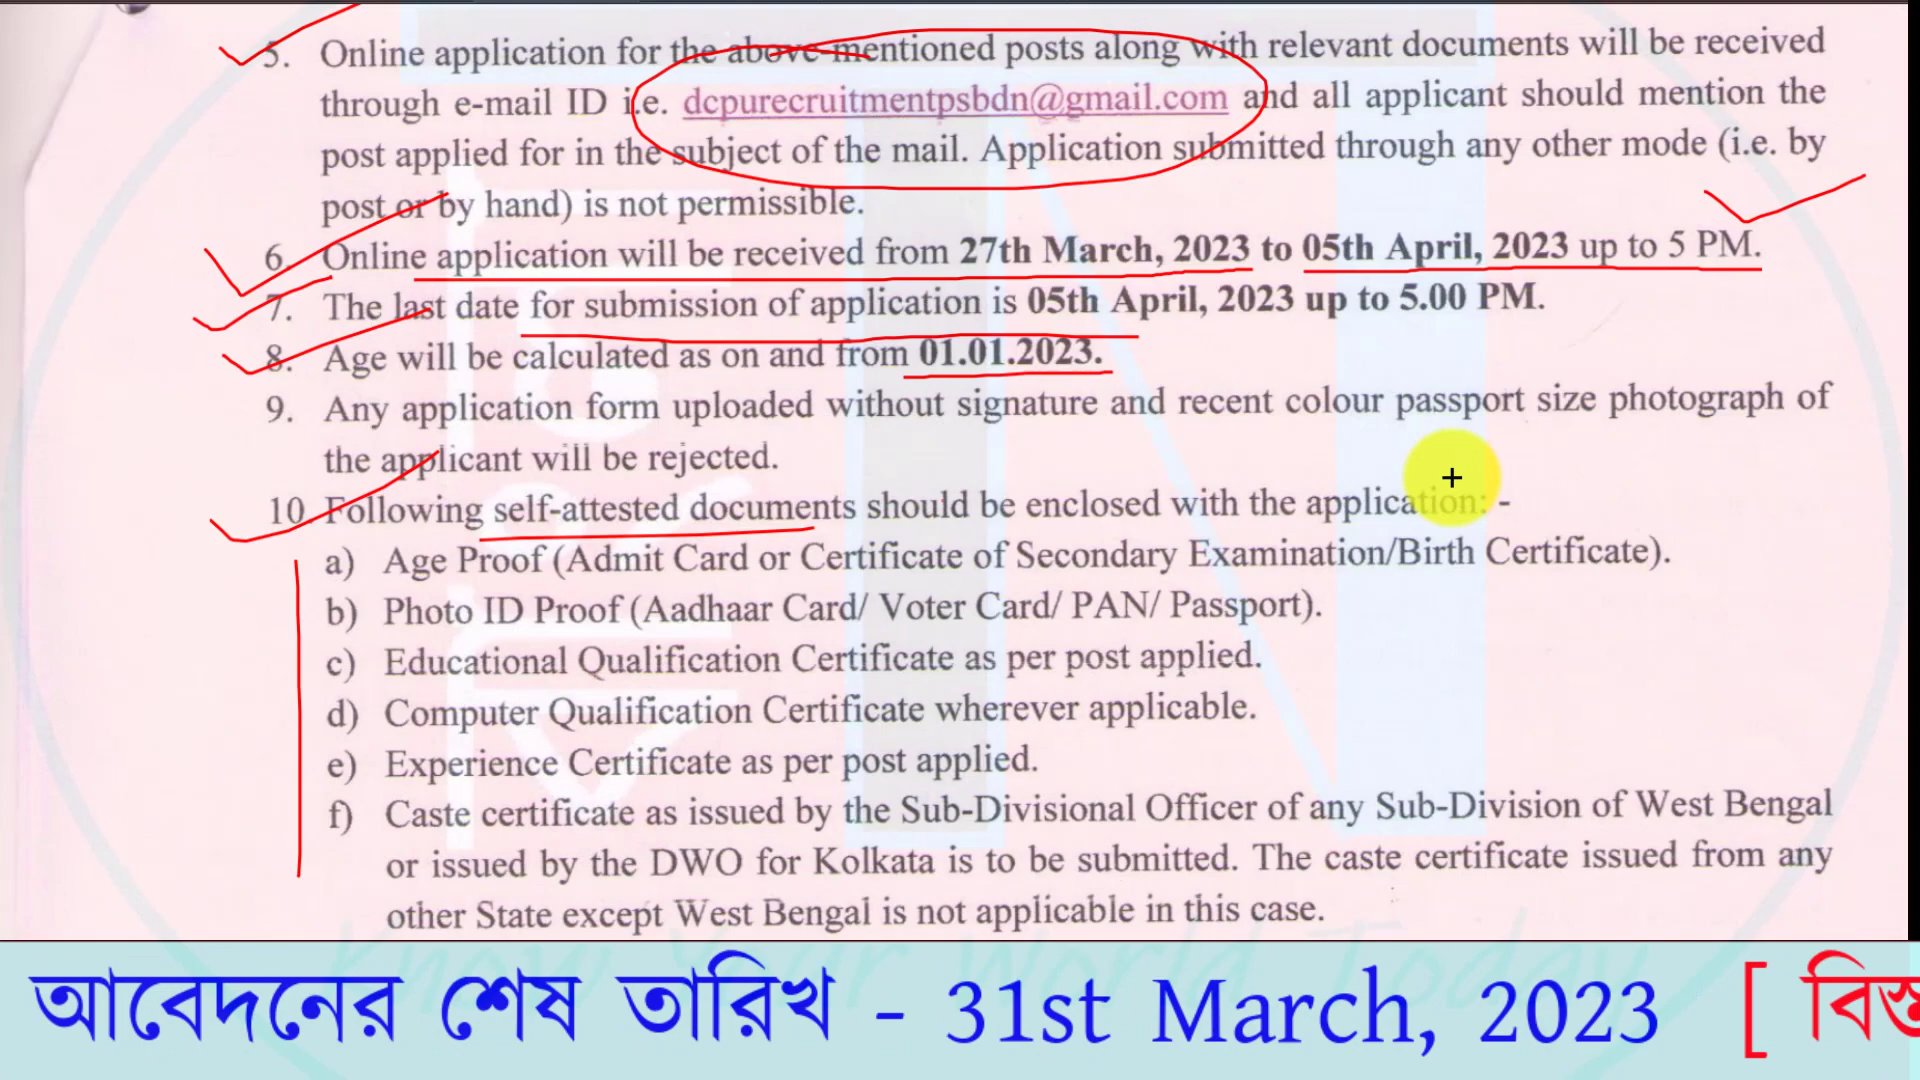 5. Online application for the above mentioned posts along with relevant documents will be received
through e-mail ID i.e. dcpurecruitmentpsbdn@gmail.com and all applicant should mention the
post applied for in the subject of the mail. Application submitted through any other mode (i.e. by
post or by hand) is not permissible.
6. Online application will be received from 27th March, 2023 to 05th April, 2023 up to 5 PM.
7. The last date for submission of application is 05th April, 2023 up to 5.00 PM.
8. Age will be calculated as on and from 01.01.2023.
9. Any application form uploaded without signature and recent colour passport size photograph of
the applicant will be rejected.
10. Following self-attested documents should be enclosed with the application: -
a) Age Proof (Admit Card or Certificate of Secondary Examination/Birth Certificate).
b) Photo ID Proof (Aadhaar Card/ Voter Card/ PAN/ Passport).
c) Educational Qualification Certificate as per post applied.
d) Computer Qualification Certificate wherever applicable.
e) Experience Certificate as per post applied.
f) Caste certificate as issued by the Sub-Divisional Officer of any Sub-Division of West Bengal
or issued by the DWO for Kolkata is to be submitted. The caste certificate issued from any
other State except West Bengal is not applicable in this case.
Know Your World Today
আবেদনের শেষ তারিখ - 31st March, 2023 [